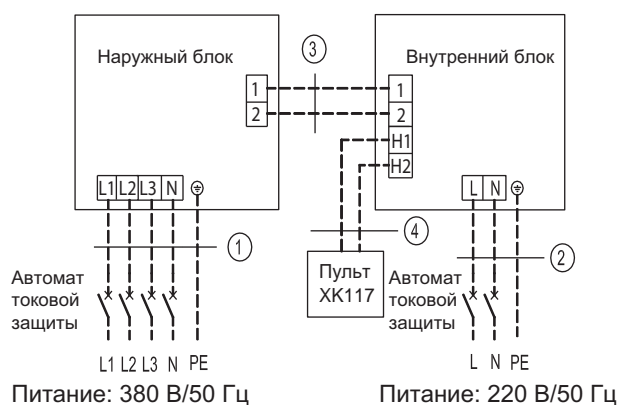 Наружный блок
3
Внутренний блок
1
2
1
2
H1
H2
L1 L2 L3 N
L N
1
4
2
Пульт
XK117
Автомат
токовой
защиты
Автомат
токовой
защиты
L1 L2 L3 N PE
L N PE
Питание: 380 В/50 Гц
Питание: 220 В/50 Гц